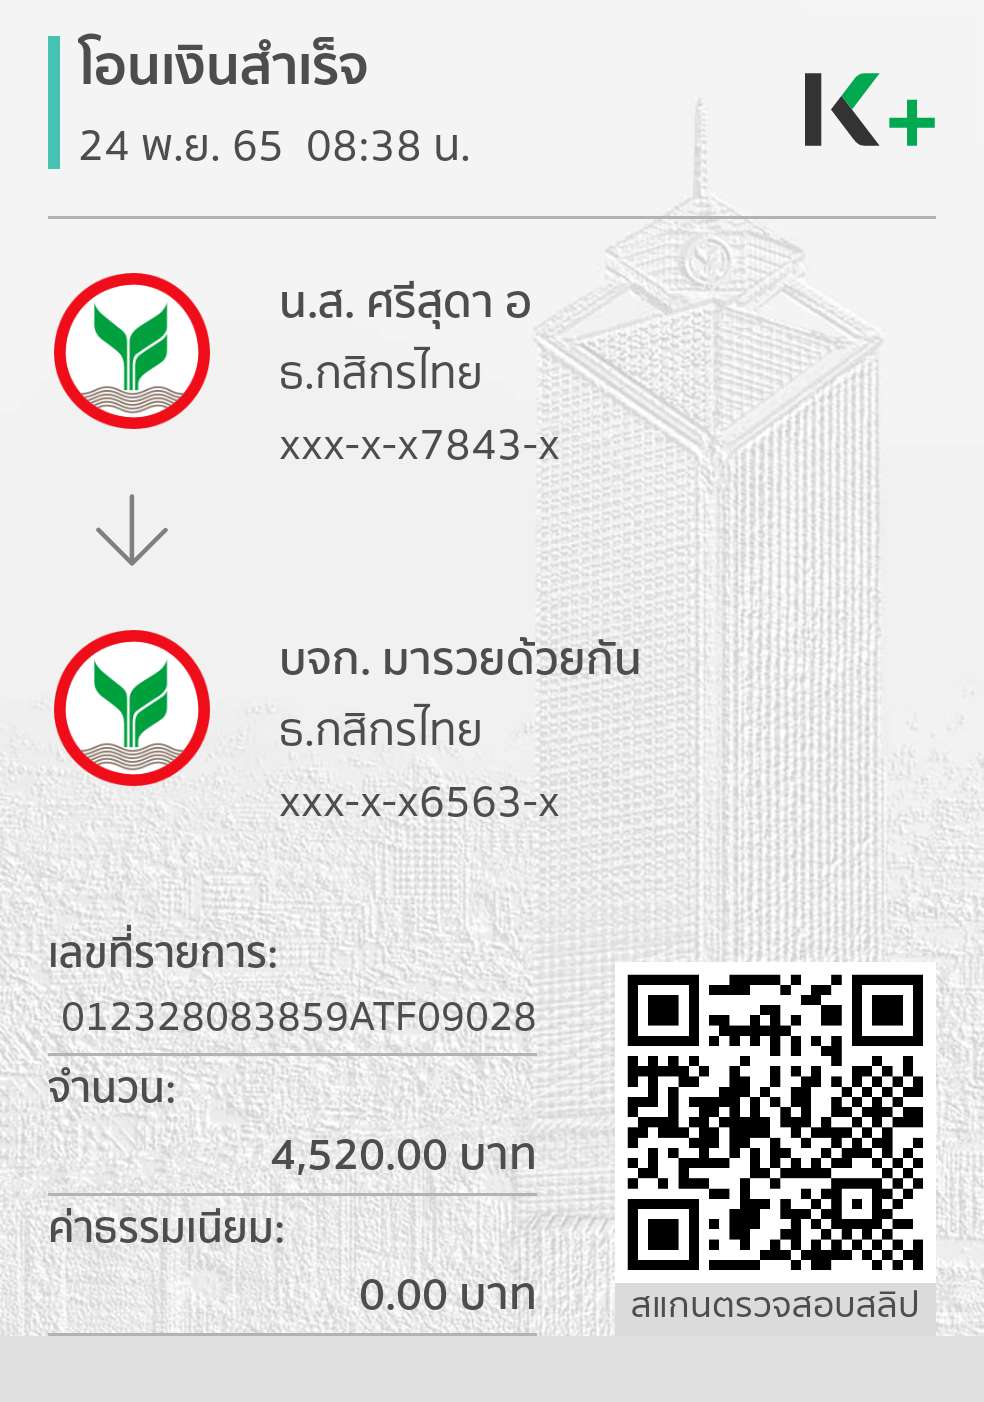 โอนเงินสำเร็จ
24 พ.ย. 65  08:38 น.
K+
น.ส. ศรีสุดา อ
ธ.กสิกรไทย
xxx-x-x7843-x
บจก. มารวยด้วยกัน
ธ.กสิกรไทย
xxx-x-x6563-x
เลขที่รายการ:
012328083859ATF09028
จำนวน:
4,520.00 บาท
ค่าธรรมเนียม:
0.00 บาท
สแกนตรวจสอบสลิป